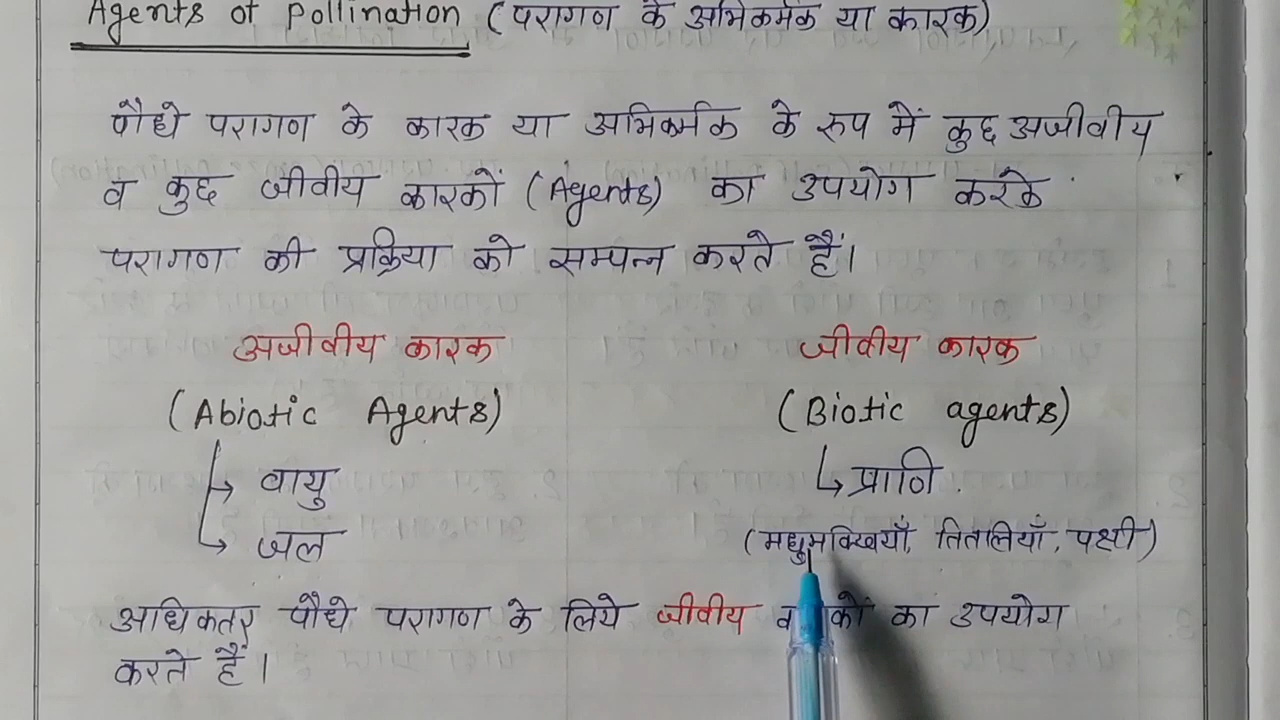 Agents of Pollination (परागण के अभिकर्मक या कारक)
पौधे परागण के कारक या अभिकर्मक के रूप में कुछ अजीवीय
व कुछ जीवीय कारकों (Agents) का उपयोग करके
परागण की प्रक्रिया को सम्पन्न करते हैं।
अजीवीय कारक
(Abiotic Agents)
वायु
जल
जीवीय कारक
(Biotic agents)
प्राणि
(मधुमक्खियाँ, तितलियाँ, पक्षी)
अधिकतर पौधे परागण के लिये जीवीय का उपयोग
करते हैं।